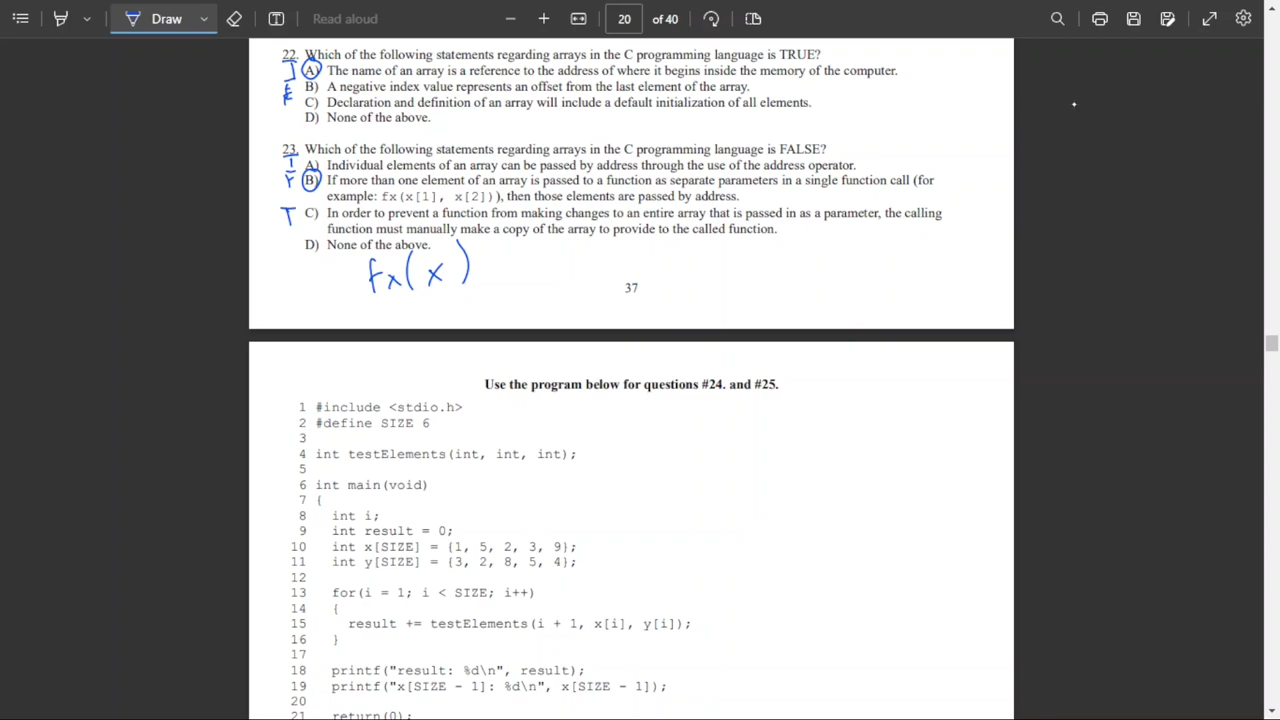 Draw
Read aloud
20 of 40
22. Which of the following statements regarding arrays in the C programming language is TRUE?
A) The name of an array is a reference to the address of where it begins inside the memory of the computer.
B) A negative index value represents an offset from the last element of the array.
C) Declaration and definition of an array will include a default initialization of all elements.
D) None of the above.
23. Which of the following statements regarding arrays in the C programming language is FALSE?
A) Individual elements of an array can be passed by address through the use of the address operator.
B) If more than one element of an array is passed to a function as separate parameters in a single function call (for
example: fx(x[1], x[2])), then those elements are passed by address.
T C) In order to prevent a function from making changes to an entire array that is passed in as a parameter, the calling
function must manually make a copy of the array to provide to the called function.
D) None of the above.
fx(x)
37
Use the program below for questions #24. and #25.
1 #include <stdio.h>
2 #define SIZE 6
3
4 int testElements(int, int, int);
5
6 int main(void)
7 {
8 int i;
9 int result = 0;
10 int x[SIZE] = {1, 5, 2, 3, 9};
11 int y[SIZE] = {3, 2, 8, 5, 4};
12
13 for(i = 1; i < SIZE; i++)
14 {
15 result += testElements(i + 1, x[i], y[i]);
16 }
17
18 printf("result: %d\n", result);
19 printf("x[SIZE - 1]: %d\n", x[SIZE - 1]);
20
21 return(0);